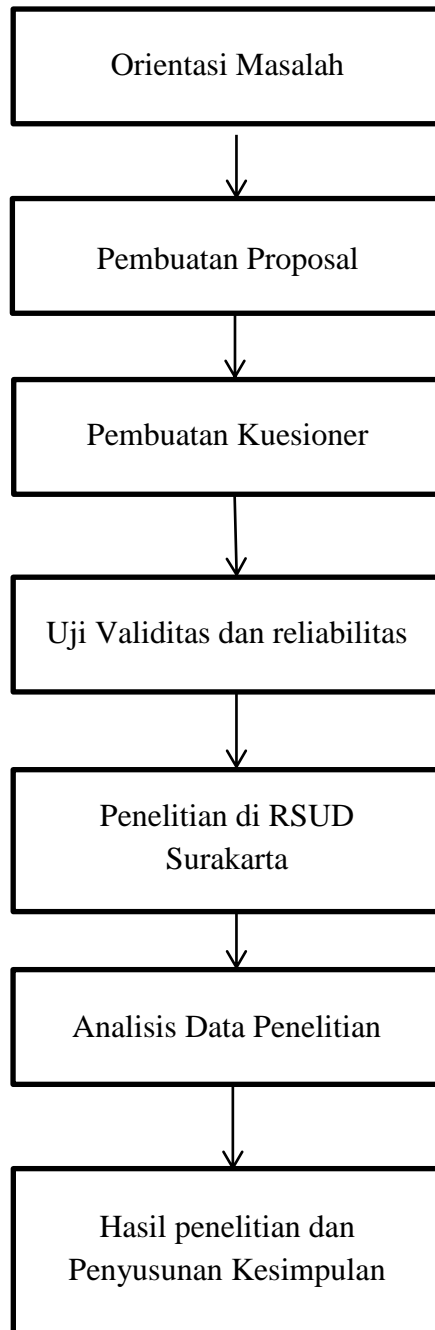 Orientasi Masalah
Pembuatan Proposal
Pembuatan Kuesioner
Uji Validitas dan reliabilitas
Penelitian di RSUD
Surakarta
Analisis Data Penelitian
Hasil penelitian dan
Penyusunan Kesimpulan